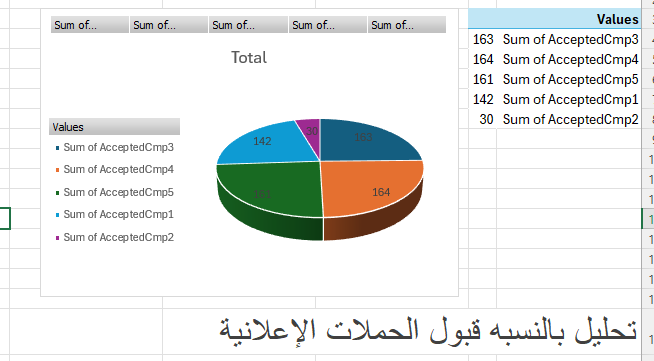 Sum of... Sum of... Sum of... Sum of... Sum of...
Total
Values
Sum of AcceptedCmp3
Sum of AcceptedCmp4
Sum of AcceptedCmp5
Sum of AcceptedCmp1
Sum of AcceptedCmp2
30
163
142
161
164
Values
163 Sum of AcceptedCmp3
164 Sum of AcceptedCmp4
161 Sum of AcceptedCmp5
142 Sum of AcceptedCmp1
30 Sum of AcceptedCmp2
تحليل بالنسبه قبول الحملات الإعلانية